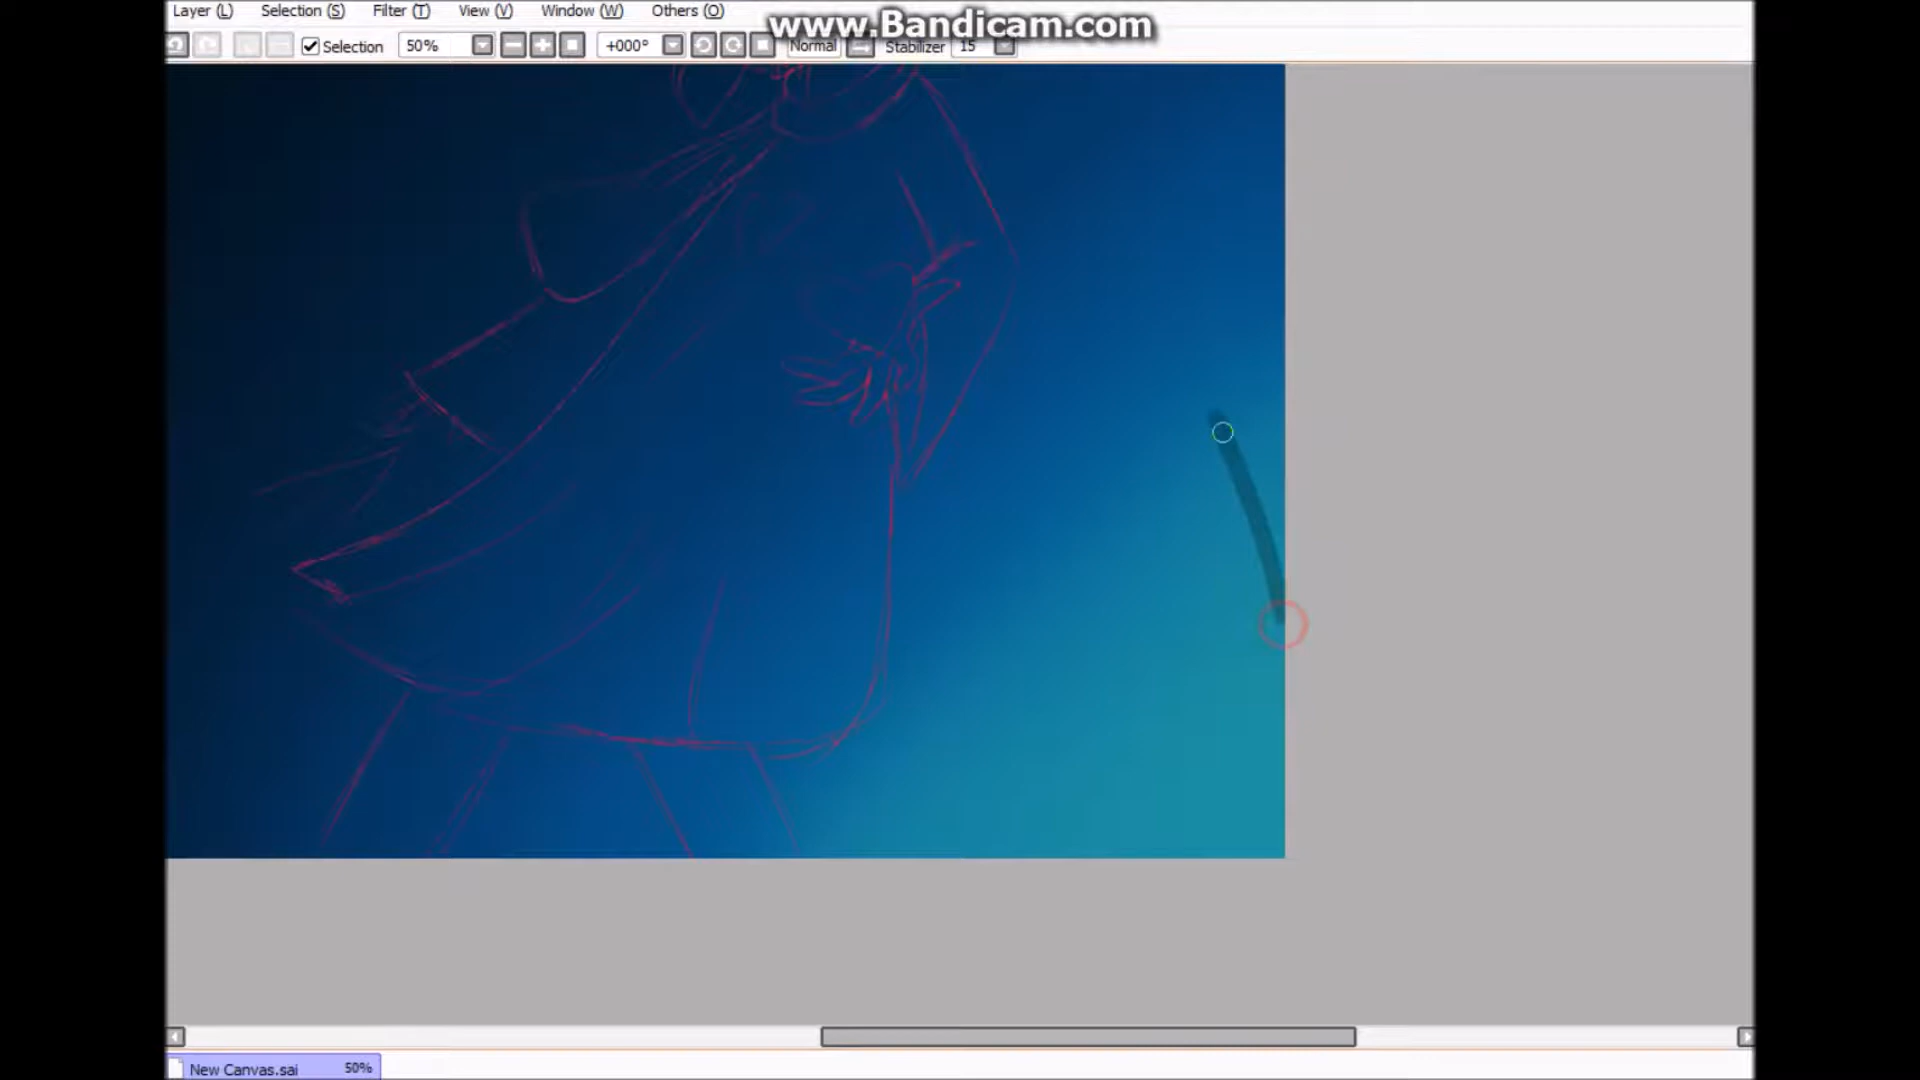 Layer (L) Selection (S) Filter (T) View (V) Window (W) Others (O)
www.Bandicam.com
Selection 50% +000° Normal Stabilizer 15
New Canvas.sai 50%